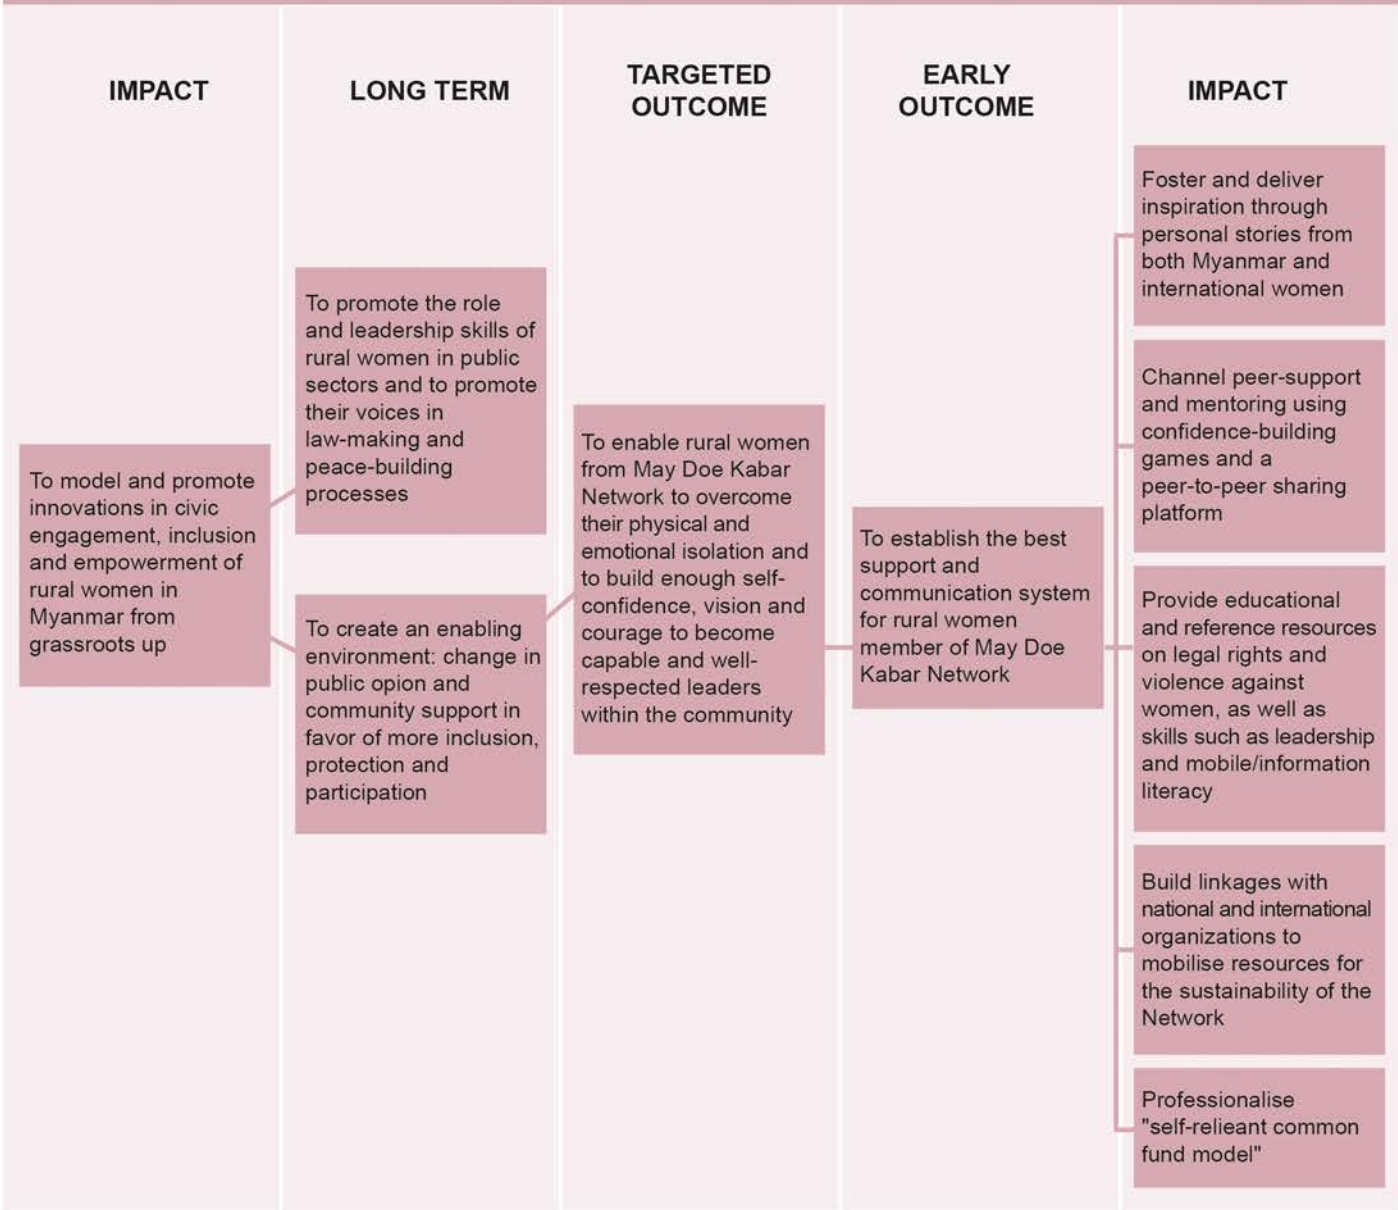 IMPACT
LONG TERM
TARGETED
OUTCOME
EARLY
OUTCOME
IMPACT
To model and promote
innovations in civic
engagement, inclusion
and empowerment of
rural women in
Myanmar from
grassroots up
To promote the role
and leadership skills of
rural women in public
sectors and to promote
their voices in
law-making and
peace-building
processes
To create an enabling
environment: change in
public opion and
community support in
favor of more inclusion,
protection and
participation
To enable rural women
from May Doe Kabar
Network to overcome
their physical and
emotional isolation and
to build enough self-
confidence, vision and
courage to become
capable and well-
respected leaders
within the community
To establish the best
support and
communication system
for rural women
member of May Doe
Kabar Network
Foster and deliver
inspiration through
personal stories from
both Myanmar and
international women
Channel peer-support
and mentoring using
confidence-building
games and a
peer-to-peer sharing
platform
Provide educational
and reference resources
on legal rights and
violence against
women, as well as
skills such as leadership
and mobile/information
literacy
Build linkages with
national and international
organizations to
mobilise resources for
the sustainability of the
Network
Professionalise
"self-relieant common
fund model"